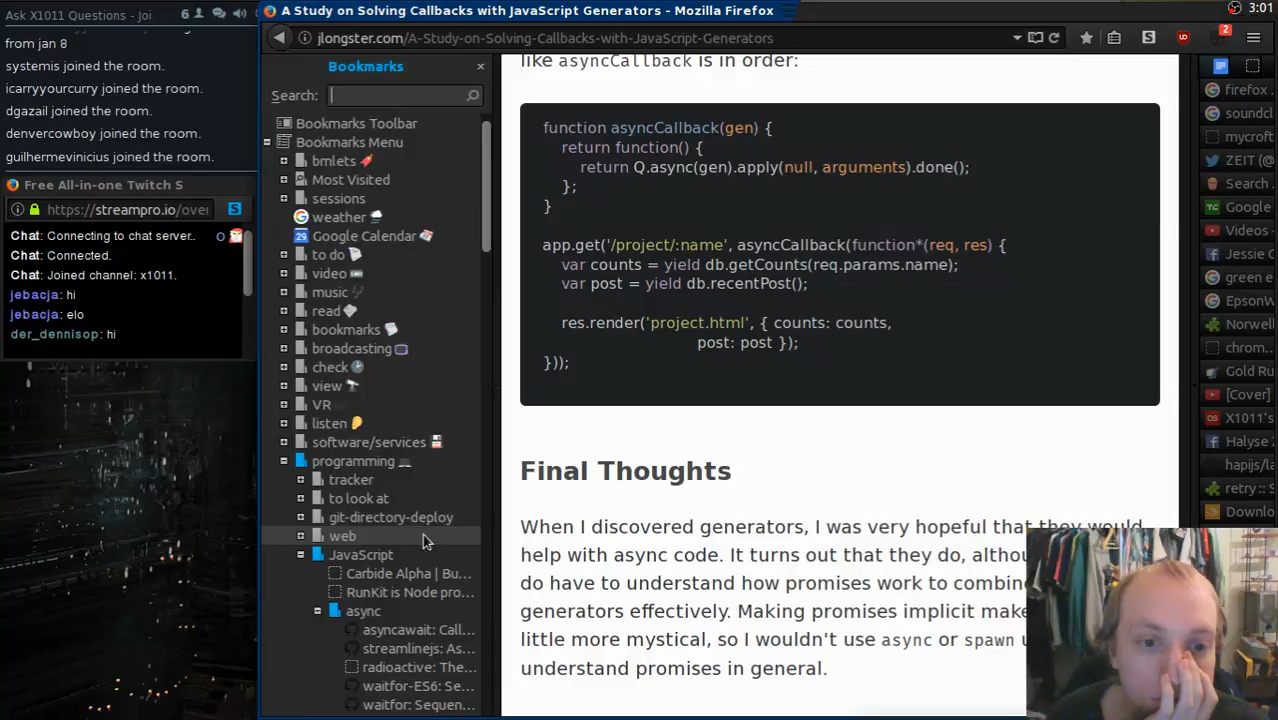 Ask X1011 Questions - Joi
6
from jan 8
systemis joined the room.
icarryyourcurry joined the room.
dgazail joined the room.
denvercowboy joined the room.
guilhermevinicius joined the room.
Free All-in-one Twitch S
https://streampro.io/over
Chat: Connecting to chat server..
Chat: Connected.
Chat: Joined channel: x1011.
jebacja: hi
jebacja: elo
der_dennisop: hi
A Study on Solving Callbacks with JavaScript Generators - Mozilla Firefox
3:01
jlongster.com/A-Study-on-Solving-Callbacks-with-JavaScript-Generators
2
Bookmarks
Search:
Bookmarks Toolbar
Bookmarks Menu
bmlets
Most Visited
sessions
weather
Google Calendar
to do
video
music
read
bookmarks
broadcasting
check
view
VR
listen
software/services
programming
tracker
to look at
git-directory-deploy
web
JavaScript
Carbide Alpha | Bu...
RunKit is Node pro...
async
asyncawait: Call...
streamlinejs: As...
radioactive: The...
waitfor-ES6: Se...
waitfor: Sequen...
like asyncCallback is in order:
function asyncCallback(gen) {
return function() {
return Q.async(gen).apply(null, arguments).done();
};
}
app.get('/project/:name', asyncCallback(function*(req, res) {
var counts = yield db.getCounts(req.params.name);
var post = yield db.recentPost();
res.render('project.html', { counts: counts,
post: post });
}));
Final Thoughts
When I discovered generators, I was very hopeful that they would
help with async code. It turns out that they do, althou
do have to understand how promises work to combin
generators effectively. Making promises implicit make
little more mystical, so I wouldn't use async or spawn u
understand promises in general.
firefox
soundcl
mycroft
ZEIT (@
Search
Google
Videos -
Jessie C
green e
EpsonW
Norwell
chrom...
Gold Ru
[Cover]
X1011's
Halyse Z
hapijs/la
retry :: S
Downlo